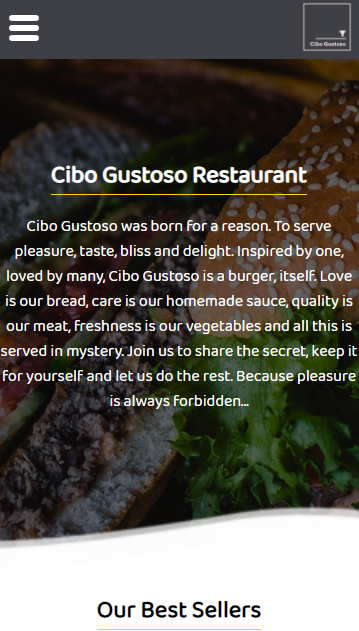 Cibo Gustoso
Cibo Gustoso Restaurant
Cibo Gustoso was born for a reason. To serve
pleasure, taste, bliss and delight. Inspired by one,
loved by many, Cibo Gustoso is a burger, itself. Love
is our bread, care is our homemade sauce, quality is
our meat, freshness is our vegetables and all this is
served in mystery. Join us to share the secret, keep it
for yourself and let us do the rest. Because pleasure
is always forbidden...
Our Best Sellers